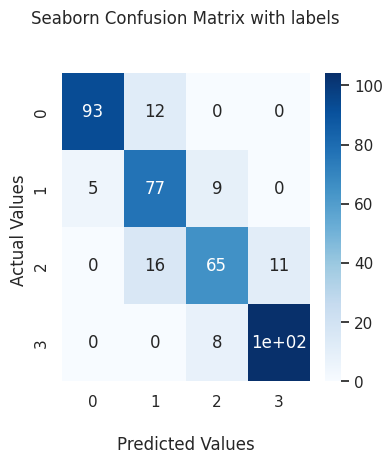 Seaborn Confusion Matrix with labels
Actual Values
0 93 12 0 0
1 5 77 9 0
2 0 16 65 11
3 0 0 8 1e+02
0 1 2 3
Predicted Values
100
80
60
40
20
0